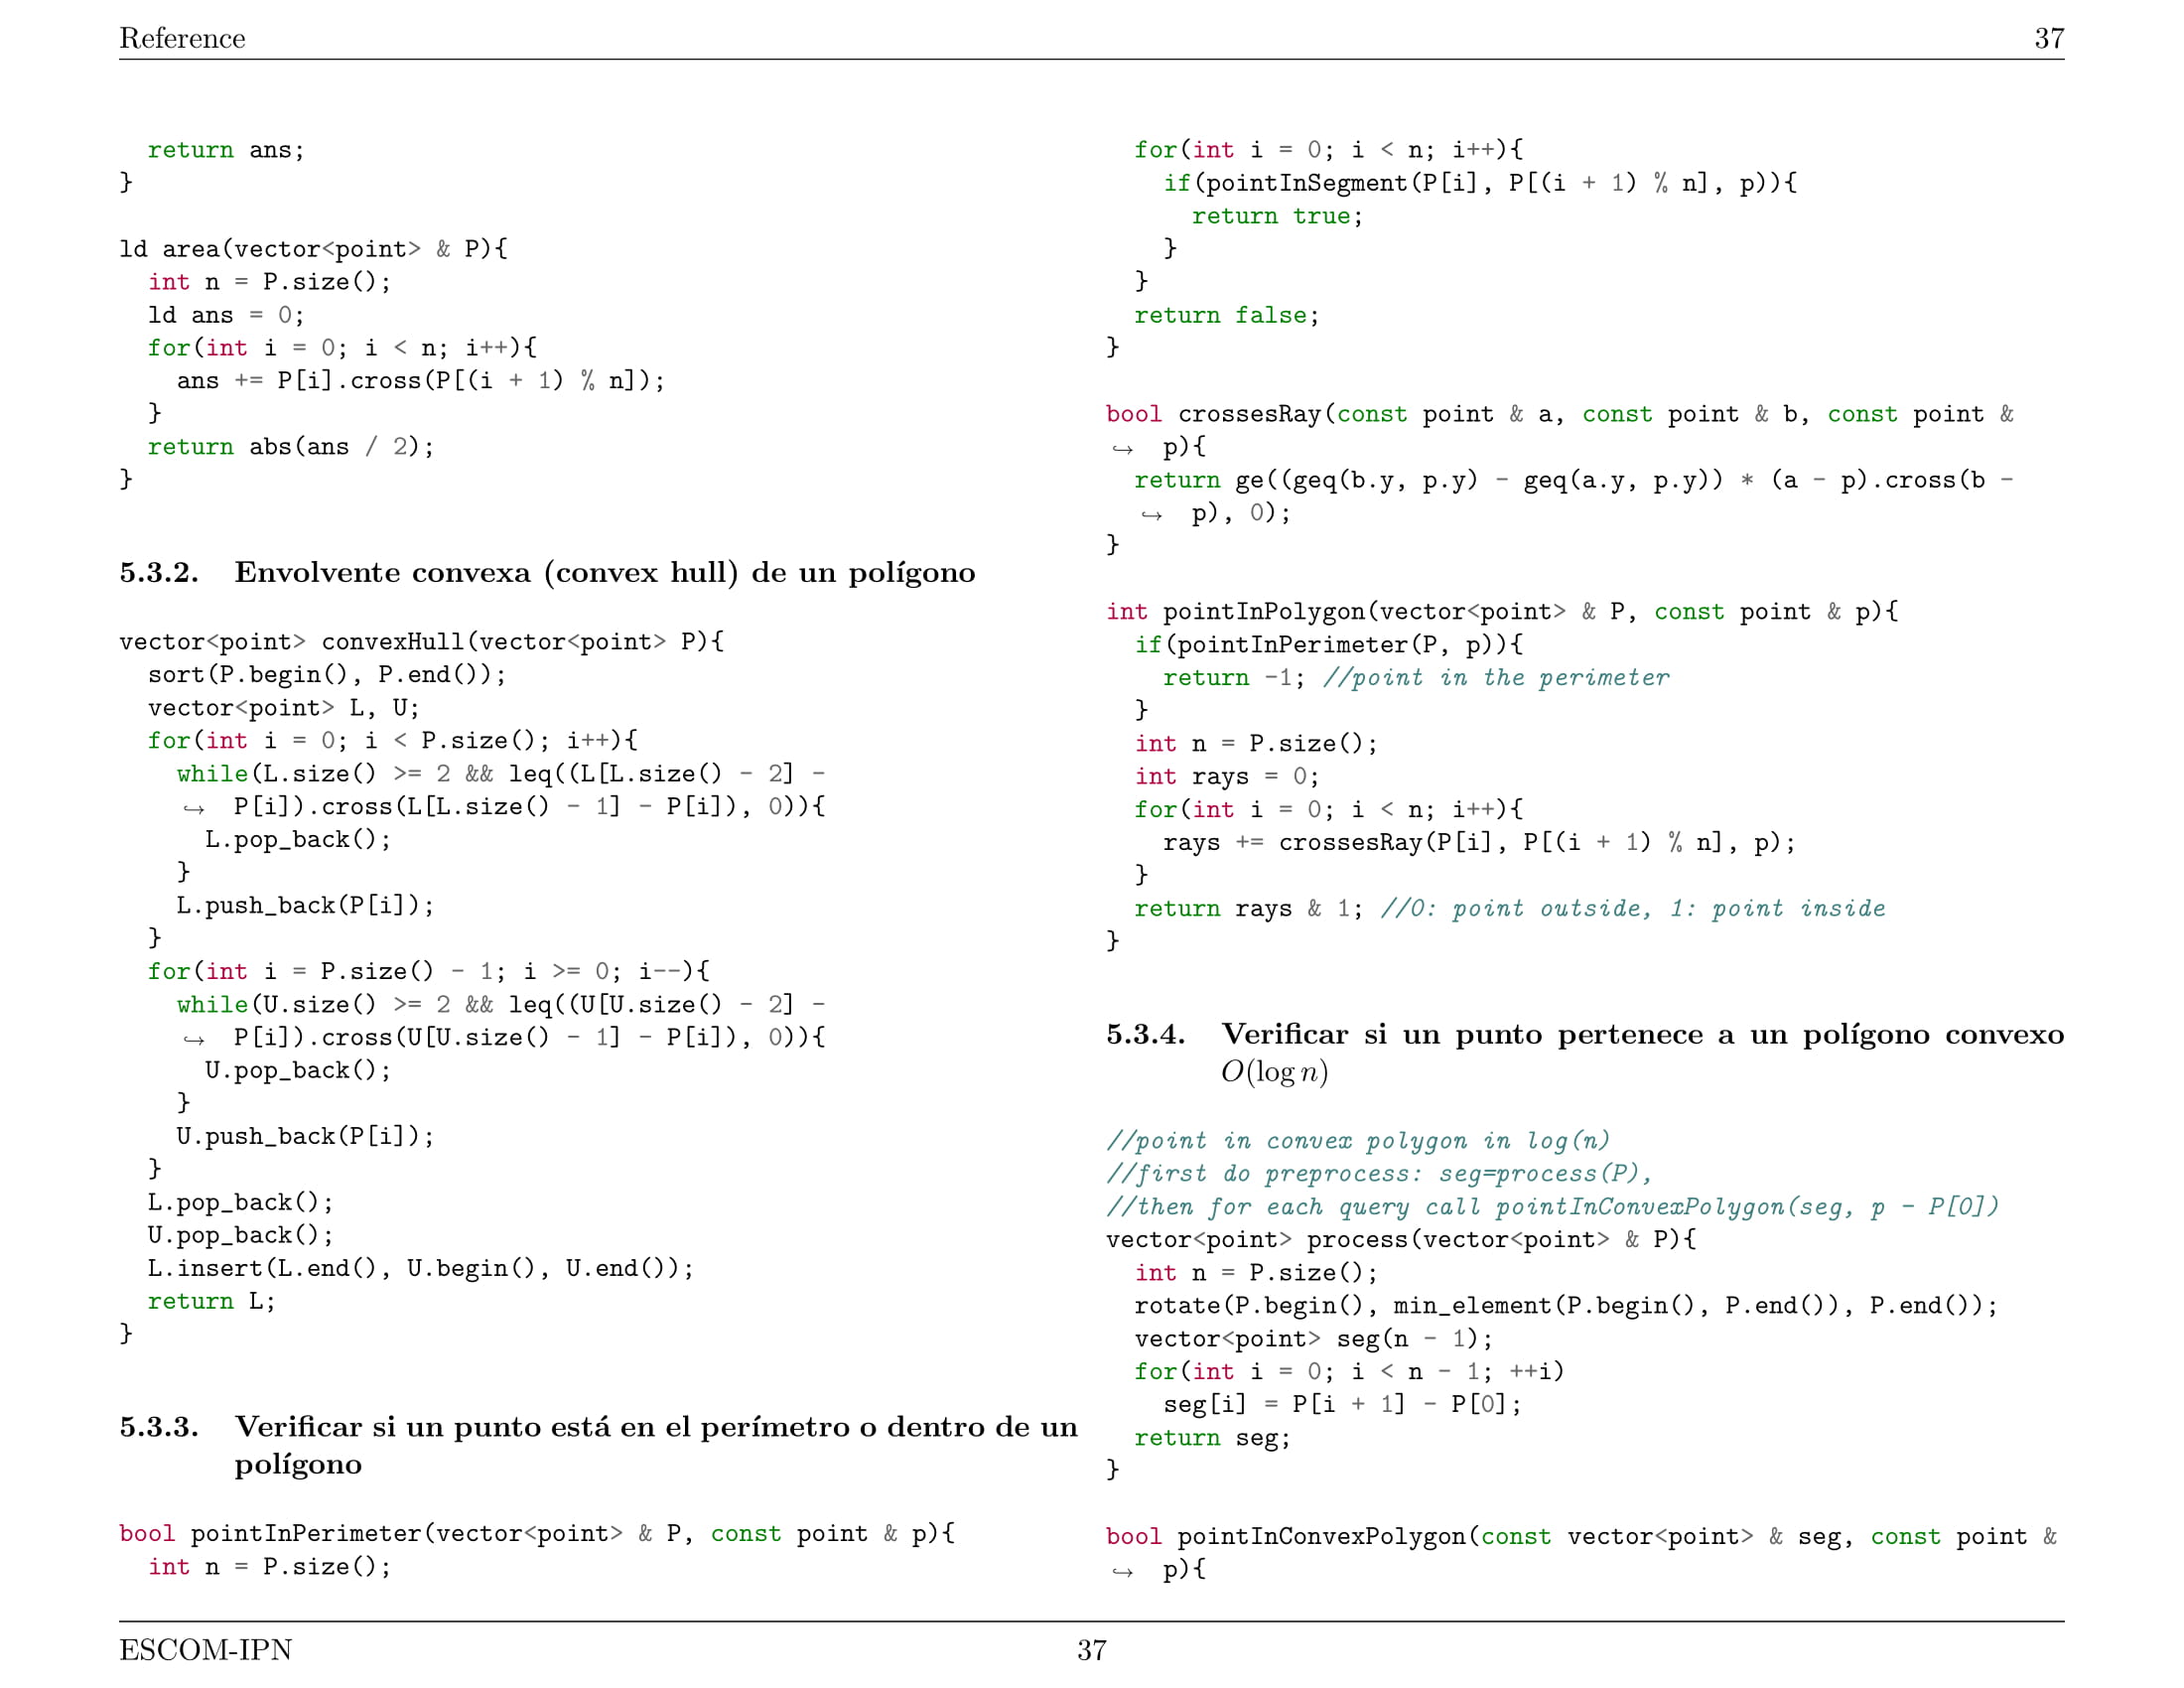 Reference 37
  return ans;
}

ld area(vector<point> & P){
  int n = P.size();
  ld ans = 0;
  for(int i = 0; i < n; i++){
    ans += P[i].cross(P[(i + 1) % n]);
  }
  return abs(ans / 2);
}

5.3.2. Envolvente convexa (convex hull) de un polígono

vector<point> convexHull(vector<point> P){
  sort(P.begin(), P.end());
  vector<point> L, U;
  for(int i = 0; i < P.size(); i++){
    while(L.size() >= 2 && leq((L[L.size() - 2] -
    ↪  P[i]).cross(L[L.size() - 1] - P[i]), 0)){
      L.pop_back();
    }
    L.push_back(P[i]);
  }
  for(int i = P.size() - 1; i >= 0; i--){
    while(U.size() >= 2 && leq((U[U.size() - 2] -
    ↪  P[i]).cross(U[U.size() - 1] - P[i]), 0)){
      U.pop_back();
    }
    U.push_back(P[i]);
  }
  L.pop_back();
  U.pop_back();
  L.insert(L.end(), U.begin(), U.end());
  return L;
}

5.3.3. Verificar si un punto está en el perímetro o dentro de un
polígono

bool pointInPerimeter(vector<point> & P, const point & p){
  int n = P.size();
  for(int i = 0; i < n; i++){
    if(pointInSegment(P[i], P[(i + 1) % n], p)){
      return true;
    }
  }
  return false;
}

bool crossesRay(const point & a, const point & b, const point &
↪  p){
  return ge((geq(b.y, p.y) - geq(a.y, p.y)) * (a - p).cross(b -
  ↪  p), 0);
}

int pointInPolygon(vector<point> & P, const point & p){
  if(pointInPerimeter(P, p)){
    return -1; //point in the perimeter
  }
  int n = P.size();
  int rays = 0;
  for(int i = 0; i < n; i++){
    rays += crossesRay(P[i], P[(i + 1) % n], p);
  }
  return rays & 1; //0: point outside, 1: point inside
}

5.3.4. Verificar si un punto pertenece a un polígono convexo
O(log n)

//point in convex polygon in log(n)
//first do preprocess: seg=process(P),
//then for each query call pointInConvexPolygon(seg, p - P[0])
vector<point> process(vector<point> & P){
  int n = P.size();
  rotate(P.begin(), min_element(P.begin(), P.end()), P.end());
  vector<point> seg(n - 1);
  for(int i = 0; i < n - 1; ++i)
    seg[i] = P[i + 1] - P[0];
  return seg;
}

bool pointInConvexPolygon(const vector<point> & seg, const point &
↪  p){
ESCOM-IPN 37